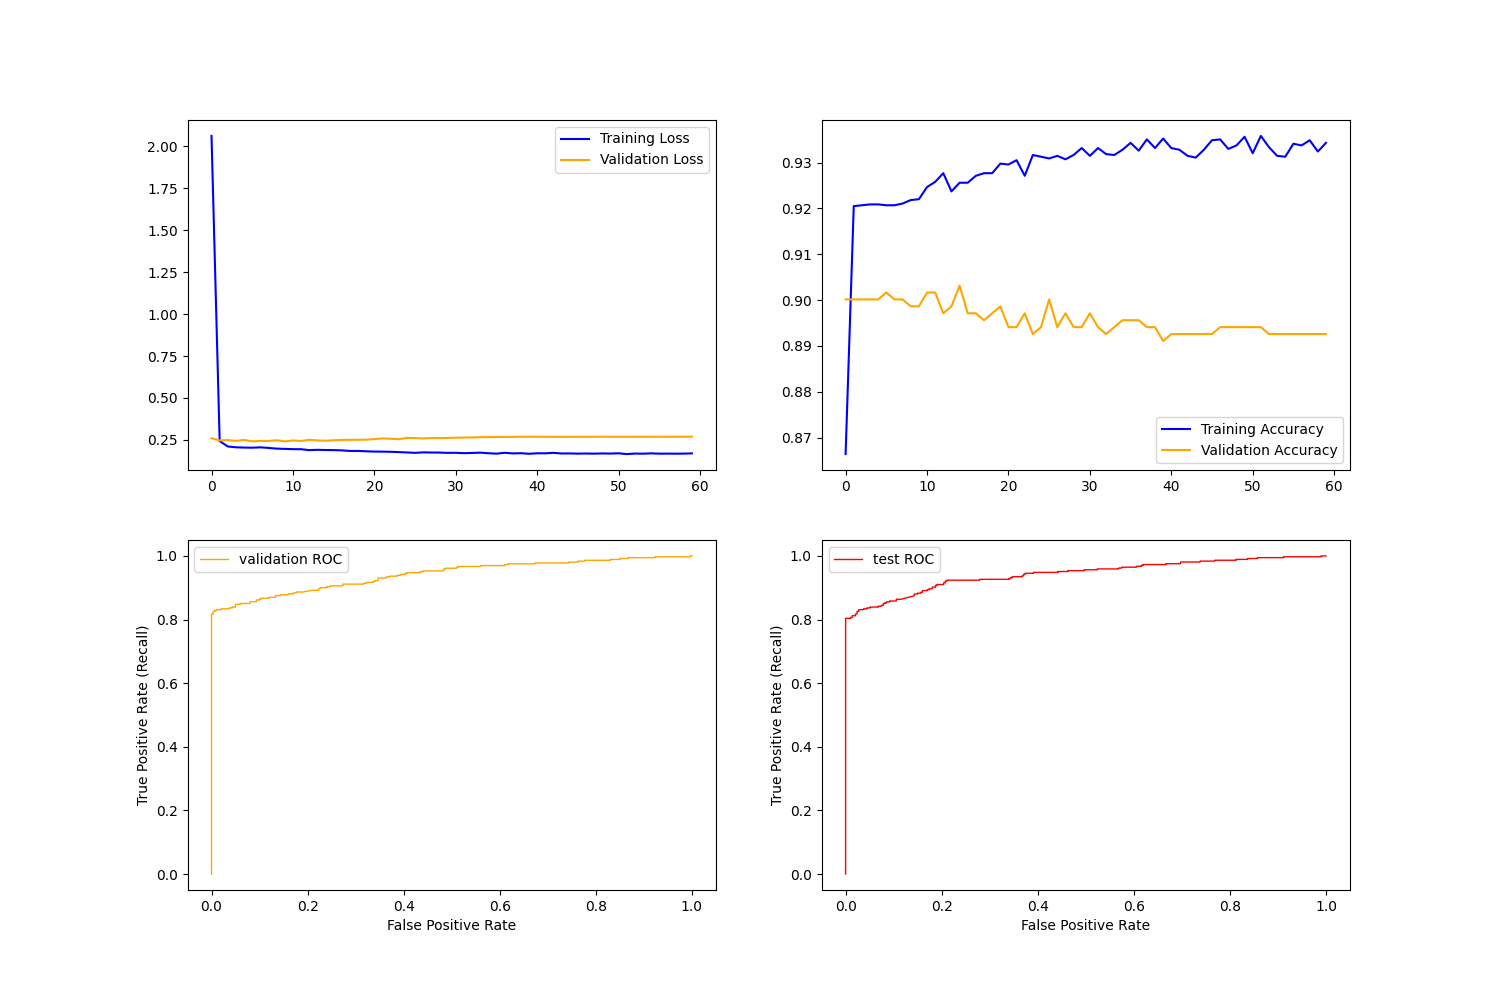 Training Loss
Validation Loss
2.00
1.75
1.50
1.25
1.00
0.75
0.50
0.25
0 10 20 30 40 50 60
0.93
0.92
0.91
0.90
0.89
0.88
0.87
Training Accuracy
Validation Accuracy
0 10 20 30 40 50 60
validation ROC
True Positive Rate (Recall)
1.0
0.8
0.6
0.4
0.2
0.0
0.0 0.2 0.4 0.6 0.8 1.0
False Positive Rate
test ROC
True Positive Rate (Recall)
1.0
0.8
0.6
0.4
0.2
0.0
0.0 0.2 0.4 0.6 0.8 1.0
False Positive Rate